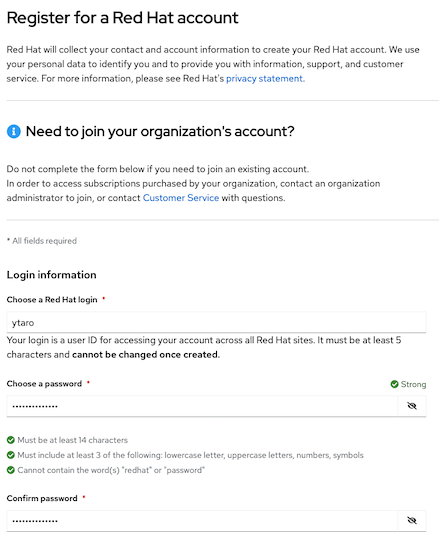 Register for a Red Hat account
Red Hat will collect your contact and account information to create your Red Hat account. We use
your personal data to identify you and to provide you with information, support, and customer
service. For more information, please see Red Hat's privacy statement.
Need to join your organization's account?
Do not complete the form below if you need to join an existing account.
In order to access subscriptions purchased by your organization, contact an organization
administrator to join, or contact Customer Service with questions.
* All fields required
Login information
Choose a Red Hat login *
ytaro
Your login is a user ID for accessing your account across all Red Hat sites. It must be at least 5
characters and cannot be changed once created.
Choose a password * Strong
••••••••••••••
Must be at least 14 characters
Must include at least 3 of the following: lowercase letter, uppercase letters, numbers, symbols
Cannot contain the word(s) "redhat" or "password"
Confirm password *
••••••••••••••